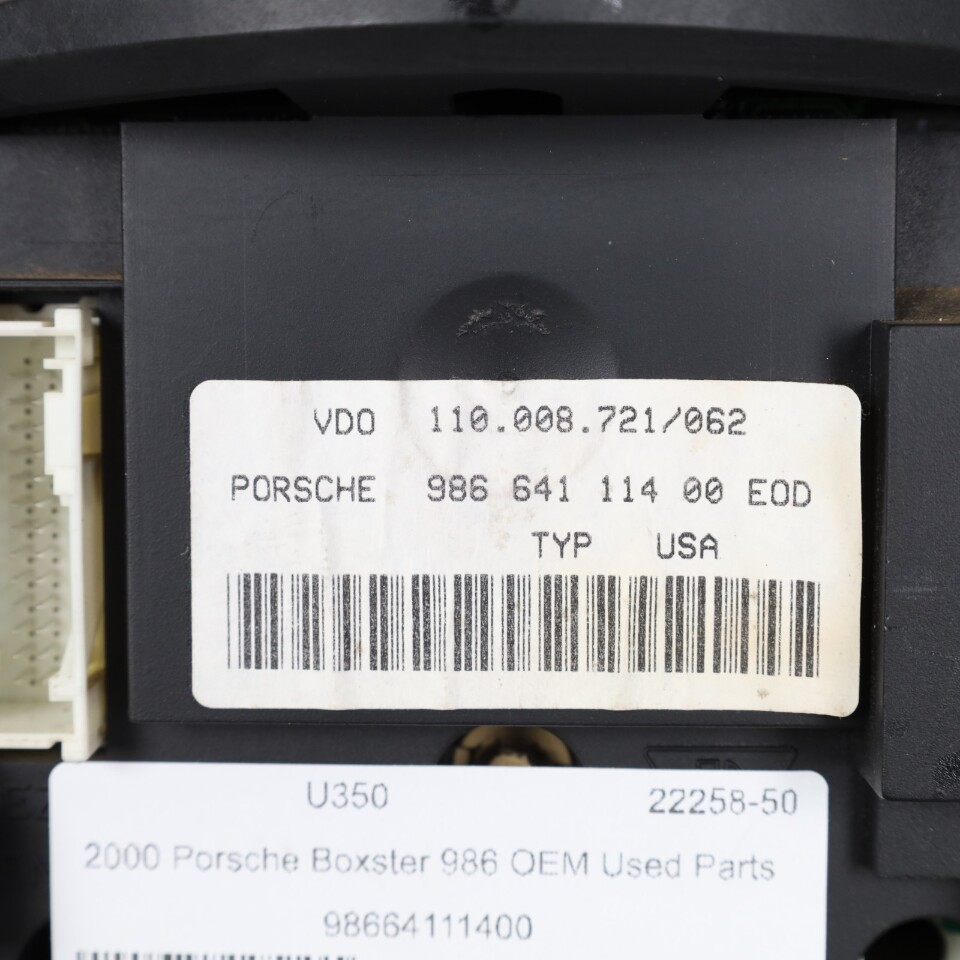 VDO 110.008.721/062
PORSCHE 986 641 114 00 EOD
TYP USA
U350 22258-50
2000 Porsche Boxster 986 OEM Used Parts
98664111400